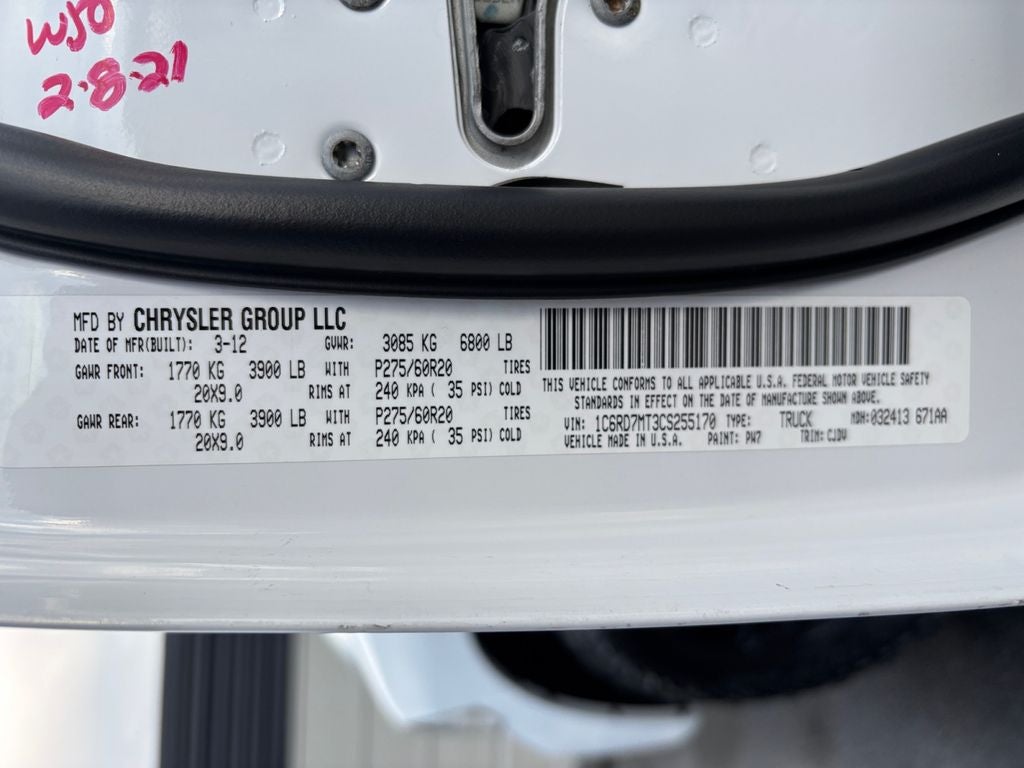 WJO
2·8·21
MFD BY CHRYSLER GROUP LLC
DATE OF MFR(BUILT): 3-12 GVWR: 3085 KG 6800 LB
GAWR FRONT: 1770 KG 3900 LB WITH P275/60R20 TIRES
20X9.0 RIMS AT 240 KPA ( 35 PSI) COLD
GAWR REAR: 1770 KG 3900 LB WITH P275/60R20 TIRES
20X9.0 RIMS AT 240 KPA ( 35 PSI) COLD
THIS VEHICLE CONFORMS TO ALL APPLICABLE U.S.A. FEDERAL MOTOR VEHICLE SAFETY
STANDARDS IN EFFECT ON THE DATE OF MANUFACTURE SHOWN ABOVE.
VIN: 1C6RD7MT3CS255170 TYPE: TRUCK MDH:032413 671AA
VEHICLE MADE IN U.S.A. PAINT: PW7 TRIM: CJDV